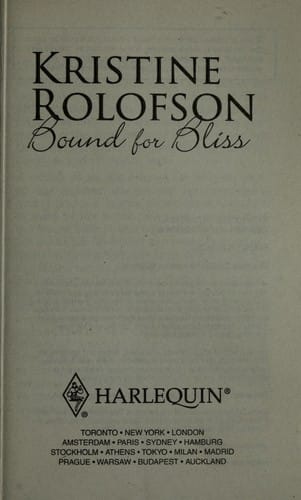 KRISTINE
ROLOFSON
Bound for Bliss
HARLEQUIN®
®
TORONTO • NEW YORK • LONDON
AMSTERDAM • PARIS • SYDNEY • HAMBURG
STOCKHOLM • ATHENS • TOKYO • MILAN • MADRID
PRAGUE • WARSAW • BUDAPEST • AUCKLAND